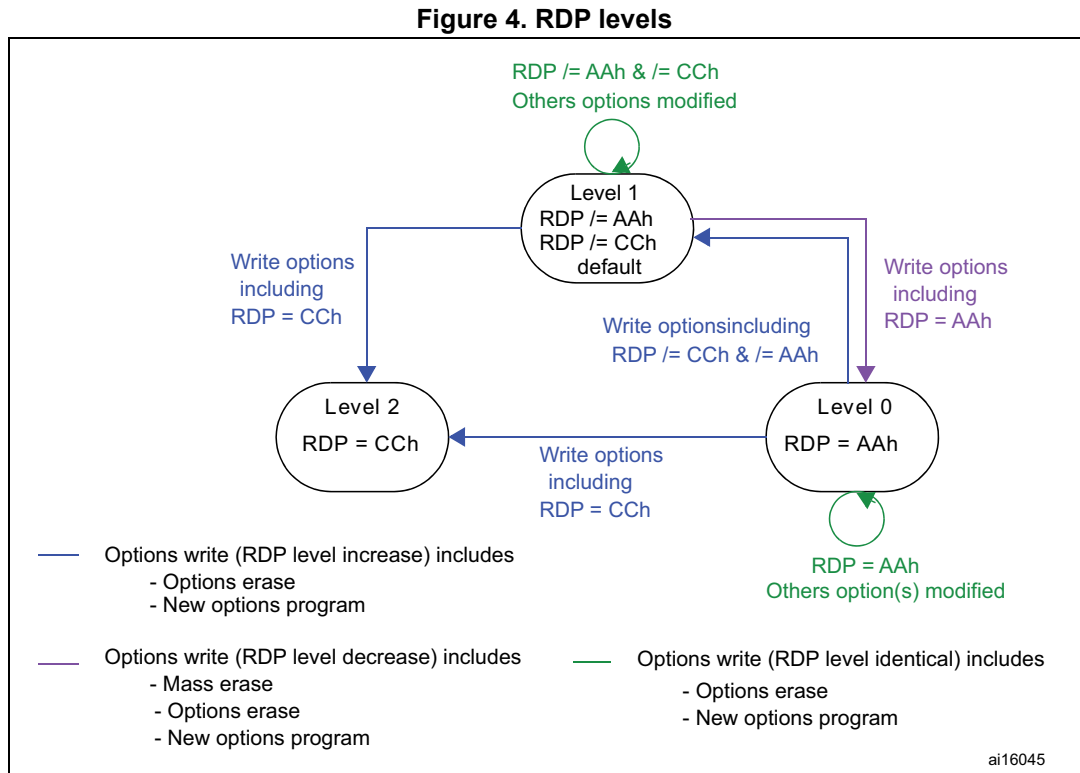 Figure 4. RDP levels
RDP /= AAh & /= CCh
Others options modified
Level 1
RDP /= AAh
RDP /= CCh
default
Write options
including
RDP = CCh
Write options
including
RDP = AAh
Write optionsincluding
RDP /= CCh & /= AAh
Level 2
RDP = CCh
Level 0
RDP = AAh
Write options
including
RDP = CCh
RDP = AAh
Others option(s) modified
Options write (RDP level increase) includes
- Options erase
- New options program
Options write (RDP level decrease) includes
- Mass erase
- Options erase
- New options program
Options write (RDP level identical) includes
- Options erase
- New options program
ai16045